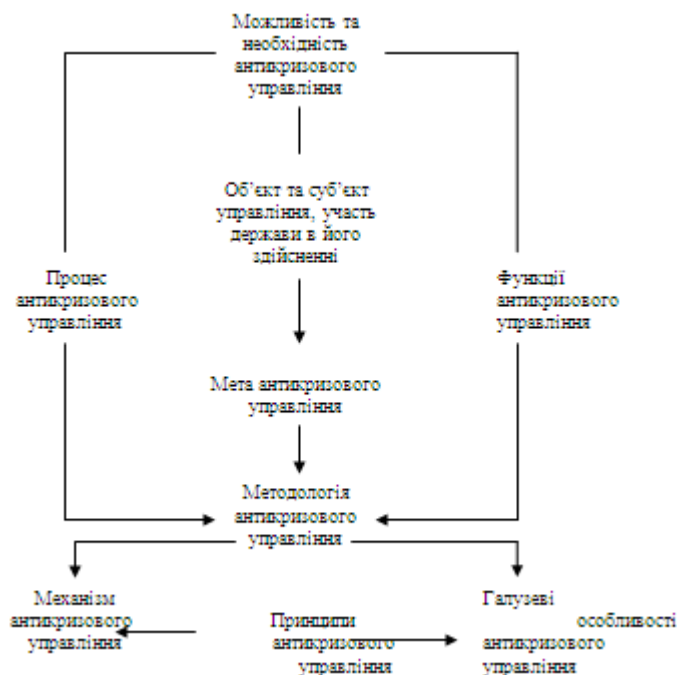 Можливість та
необхідність
антикризового
управління
Об’єкт та суб’єкт
управління, участь
держави в його
здійсненні
Процес
антикризового
управління
Функції
антикризового
управління
Мета антикризового
управління
Методологія
антикризового
управління
Механізм
антикризового
управління
Принципи
антикризового
управління
Галузеві
особливості
антикризового
управління